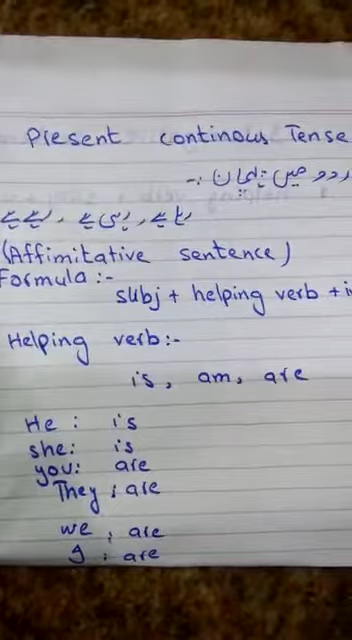 Present continous Tense
اردو میں پہچان :-
رہا ہے، رہی ہے، رہے ہے
(Affimitative sentence)
Formula :-
subj + helping verb + i
Helping verb:-
is, am, are
He : is
she: is
you: are
They : are
we , are
I : are